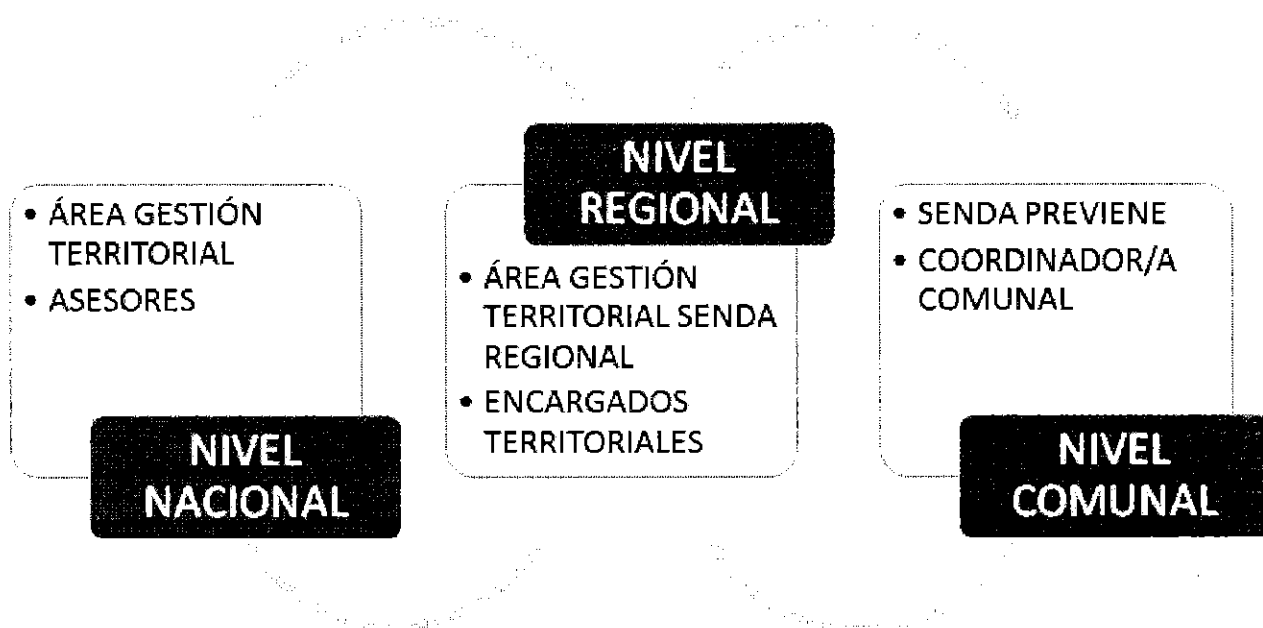 • ÁREA GESTIÓN
TERRITORIAL
• ASESORES
NIVEL
NACIONAL
NIVEL
REGIONAL
• ÁREA GESTIÓN
TERRITORIAL SENDA
REGIONAL
• ENCARGADOS
TERRITORIALES
• SENDA PREVIENE
• COORDINADOR/A
COMUNAL
NIVEL
COMUNAL